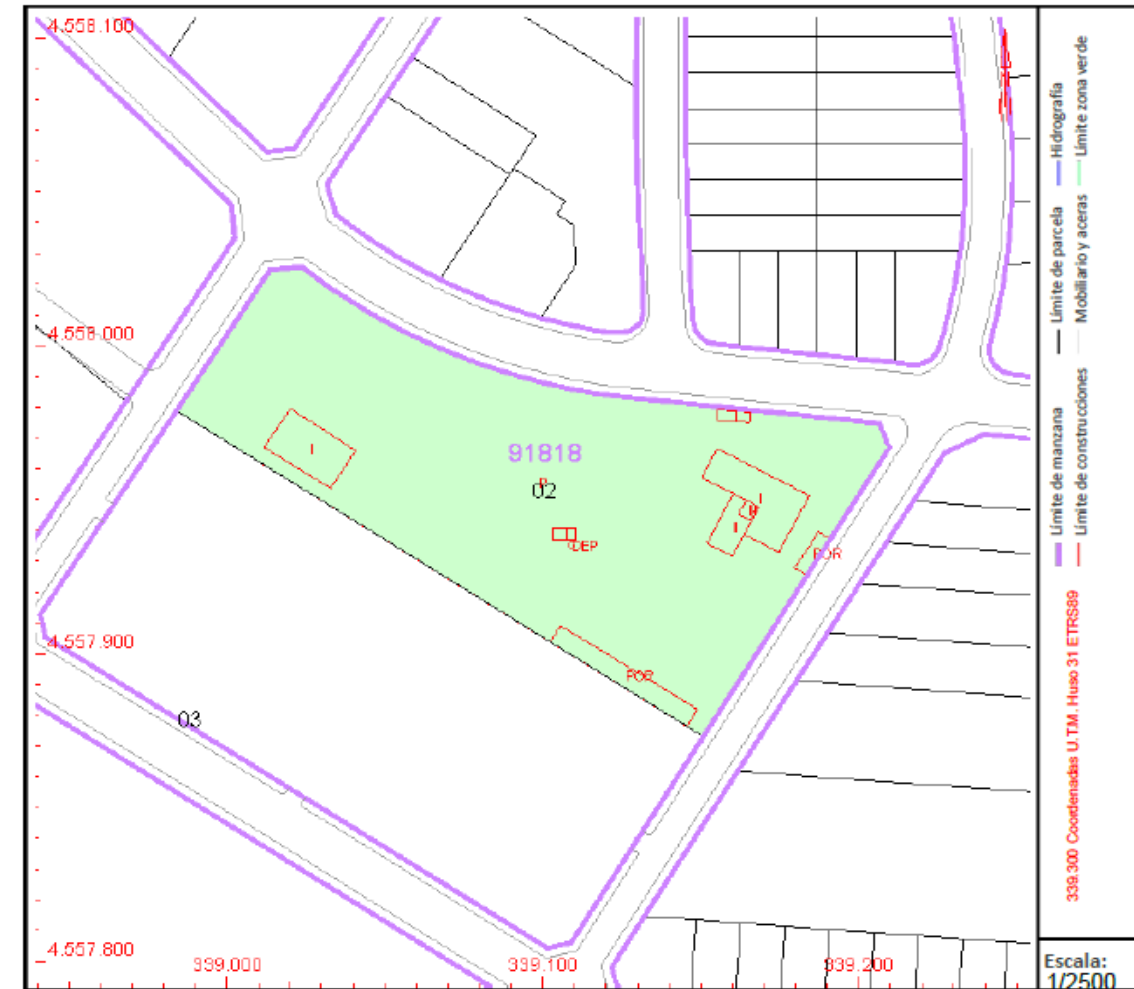 4.558.100
4.558.000
91818
02
I
I
I
DEP
POR
POR
4.557.900
03
4.557.800
339.000
339.100
339.200
Hidrografía
Límite zona verde
Límite de parcela
Mobiliario y aceras
Límite de manzana
Límite de construcciones
339.300 Coordenadas U.T.M. Huso 31 ETRS89
Escala:
1/2500